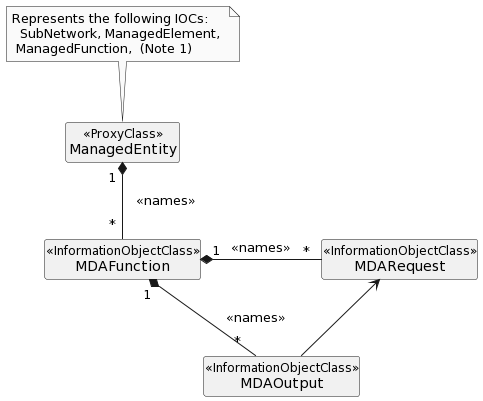 Represents the following IOCs:
SubNetwork, ManagedElement,
ManagedFunction,  (Note 1)
«ProxyClass»
ManagedEntity
1
«names»
*
«InformationObjectClass»
MDAFunction
1
«names»
*
«InformationObjectClass»
MDARequest
1
«names»
*
«InformationObjectClass»
MDAOutput